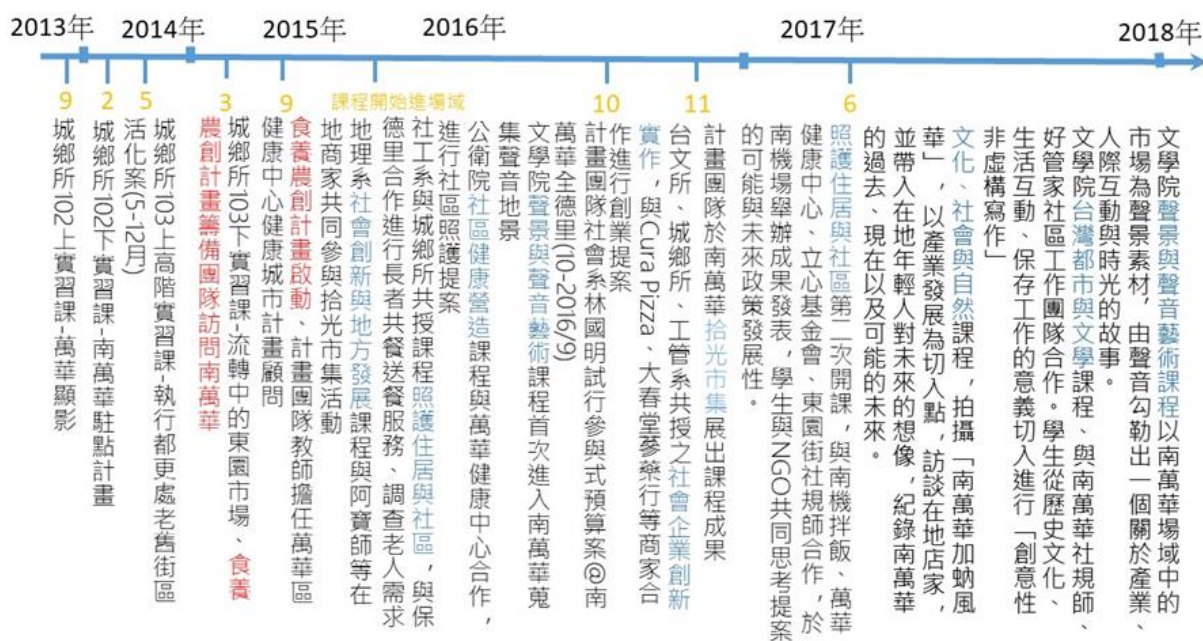 2013年
2014年
2015年
2016年
2017年
2018年
9
城鄉所102上實習課-萬華顯影
2
城鄉所102下實習課-南萬華駐點計畫
5
城鄉所103上高階實習課-執行都更處老舊街區
活化案(5-12月)
3
城鄉所103下實習課-流轉中的東園市場、食養
農創計畫籌備團隊訪問南萬華
9
食養農創計畫啟動、計畫團隊教師擔任萬華區
健康中心健康城市計畫顧問
課程開始進場域
地理系社會創新與地方發展課程與阿寶師等在
地商家共同參與拾光市集活動
社工系與城鄉所共授課程照護住居與社區，與保
德里合作進行長者共餐送餐服務、調查老人需求
公衛院社區健康營造課程與萬華健康中心合作，
進行社區照護提案
文學院聲景與聲音藝術課程首次進入南萬華蒐
集聲音地景
10
計畫團隊社會系林國明試行參與式預算案@南
萬華全德里(10-2016/9)
11
台文所、城鄉所、工管系共授之社會企業創新
實作，與Cura Pizza、大春堂蔘藥行等商家合
作進行創業提案
計畫團隊於南萬華拾光市集展出課程成果
6
照護住居與社區第二次開課，與南機拌飯、萬華
健康中心、立心基金會、東園街社規師合作，於
南機場舉辦成果發表，學生與NGO共同思考提案
的可能與未來政策發展性。
文化、社會與自然課程，拍攝「南萬華加蚋風
華」，以產業發展為切入點，訪談在地店家，
並帶入在地年輕人對未來的想像，紀錄南萬華
的過去、現在以及可能的未來。
文學院台灣都市與文學課程、與南萬華社規師、
好管家社區工作團隊合作。學生從歷史文化、
生活互動、保存工作的意義切入進行「創意性
非虛構寫作」
文學院聲景與聲音藝術課程以南萬華場域中的
市場為聲景素材，由聲音勾勒出一個關於產業、
人際互動與時光的故事。